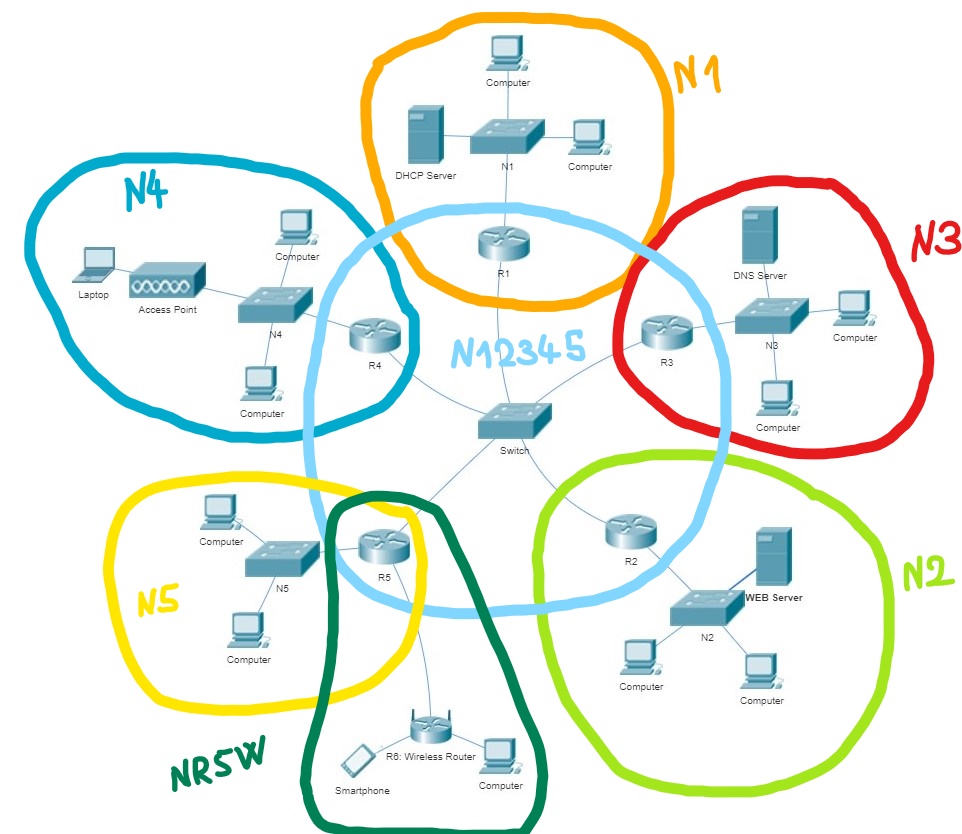 Computer
N1
DHCP Server
N1
Computer
R1
N4
Computer
Laptop
Access Point
N4
R4
Computer
N12345
N3
DNS Server
R3
N3
Computer
Computer
Switch
Computer
N5
R5
N5
Computer
R2
N2
WEB Server
N2
Computer
Computer
NR5W
R6: Wireless Router
Smartphone
Computer